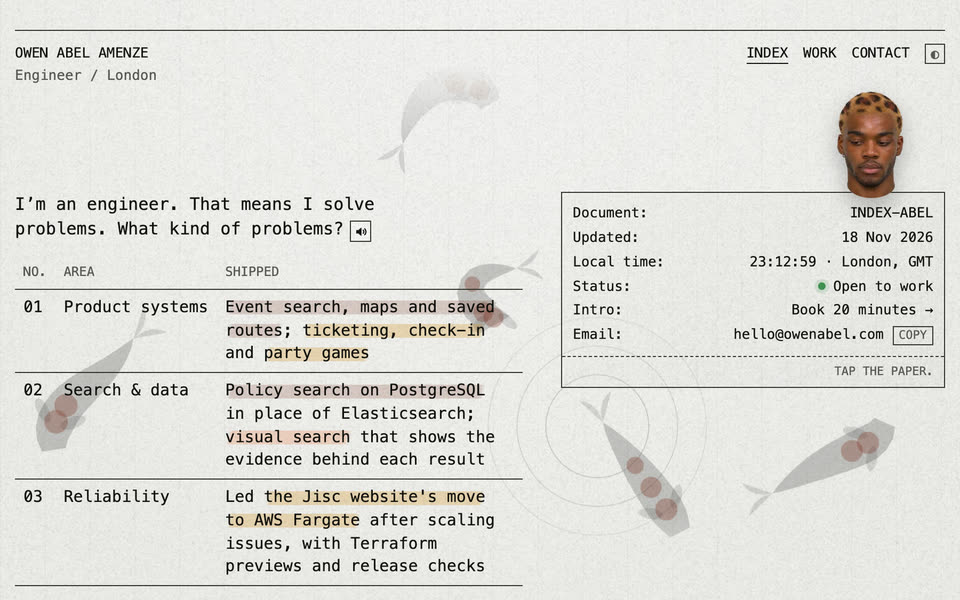 OWEN ABEL AMENZE
Engineer / London
INDEX WORK CONTACT
I’m an engineer. That means I solve
problems. What kind of problems?
NO. AREA SHIPPED
01 Product systems Event search, maps and saved
routes; ticketing, check-in
and party games
02 Search & data Policy search on PostgreSQL
in place of Elasticsearch;
visual search that shows the
evidence behind each result
03 Reliability Led the Jisc website's move
to AWS Fargate after scaling
issues, with Terraform
previews and release checks
Document: INDEX-ABEL
Updated: 18 Nov 2026
Local time: 23:12:59 · London, GMT
Status: Open to work
Intro: Book 20 minutes →
Email: hello@owenabel.com COPY
TAP THE PAPER.